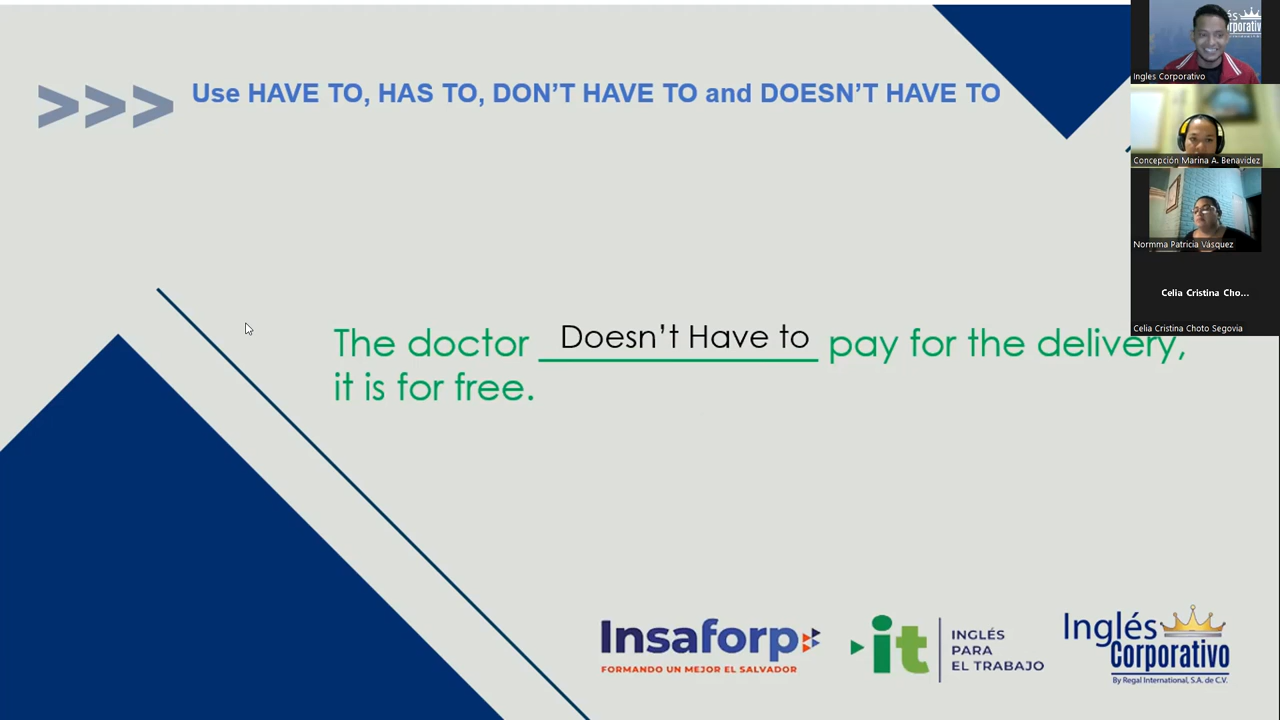 >>> Use HAVE TO, HAS TO, DON'T HAVE TO and DOESN'T HAVE TO
The doctor Doesn't Have to pay for the delivery,
it is for free.
Insaforp
FORMANDO UN MEJOR EL SALVADOR
it
INGLÉS
PARA
EL TRABAJO
Inglés
Corporativo
By Regal International, S.A. de C.V.
Ingles Corporativo
Concepción Marina A. Benavidez
Normma Patricia Vásquez
Celia Cristina Cho...
Celia Cristina Choto Segovia